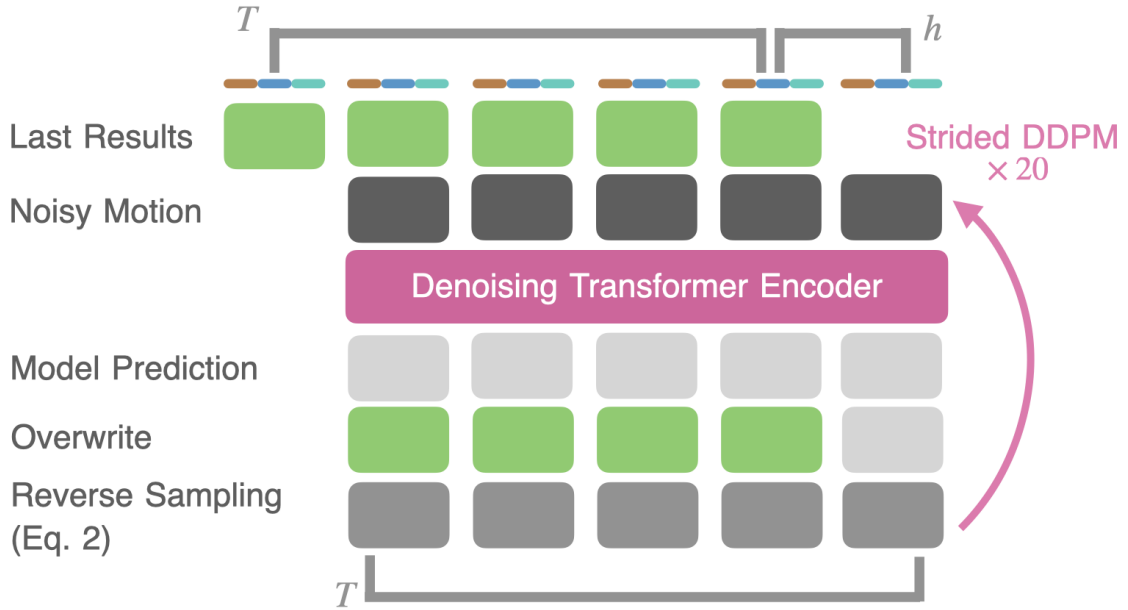 T
h
Last Results
Strided DDPM
× 20
Noisy Motion
Denoising Transformer Encoder
Model Prediction
Overwrite
Reverse Sampling
(Eq. 2)
T